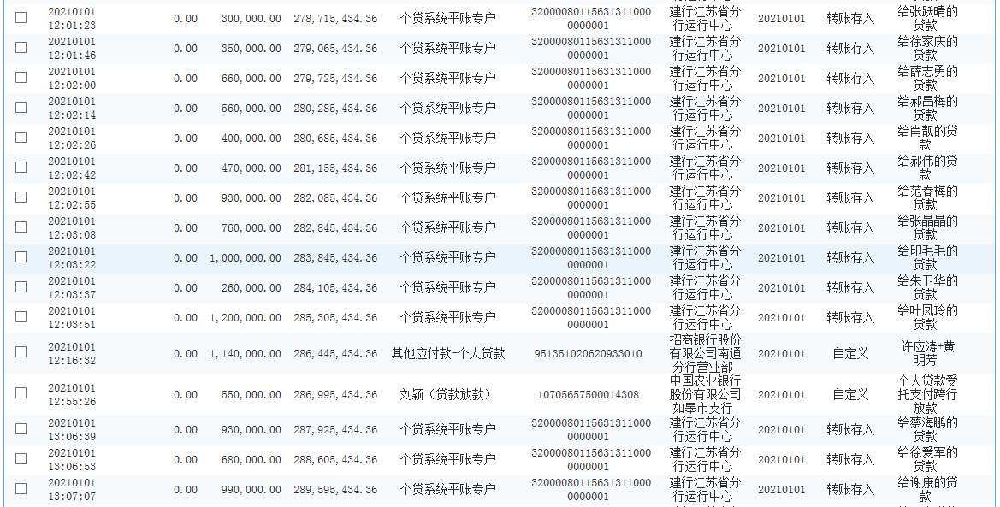 20210101 12:01:23 0.00 300,000.00 278,715,434.36 个贷系统平账专户 32000080115631311000 0000001 建行江苏省分行运行中心 20210101 转账存入 给张跃晴的贷款
20210101 12:01:46 0.00 350,000.00 279,065,434.36 个贷系统平账专户 32000080115631311000 0000001 建行江苏省分行运行中心 20210101 转账存入 给徐家庆的贷款
20210101 12:02:00 0.00 660,000.00 279,725,434.36 个贷系统平账专户 32000080115631311000 0000001 建行江苏省分行运行中心 20210101 转账存入 给薛志勇的贷款
20210101 12:02:14 0.00 560,000.00 280,285,434.36 个贷系统平账专户 32000080115631311000 0000001 建行江苏省分行运行中心 20210101 转账存入 给郝昌梅的贷款
20210101 12:02:26 0.00 400,000.00 280,685,434.36 个贷系统平账专户 32000080115631311000 0000001 建行江苏省分行运行中心 20210101 转账存入 给肖靓的贷款
20210101 12:02:42 0.00 470,000.00 281,155,434.36 个贷系统平账专户 32000080115631311000 0000001 建行江苏省分行运行中心 20210101 转账存入 给郝伟的贷款
20210101 12:02:55 0.00 930,000.00 282,085,434.36 个贷系统平账专户 32000080115631311000 0000001 建行江苏省分行运行中心 20210101 转账存入 给范春梅的贷款
20210101 12:03:08 0.00 760,000.00 282,845,434.36 个贷系统平账专户 32000080115631311000 0000001 建行江苏省分行运行中心 20210101 转账存入 给张晶晶的贷款
20210101 12:03:22 0.00 1,000,000.00 283,845,434.36 个贷系统平账专户 32000080115631311000 0000001 建行江苏省分行运行中心 20210101 转账存入 给印毛毛的贷款
20210101 12:03:37 0.00 260,000.00 284,105,434.36 个贷系统平账专户 32000080115631311000 0000001 建行江苏省分行运行中心 20210101 转账存入 给朱卫华的贷款
20210101 12:03:51 0.00 1,200,000.00 285,305,434.36 个贷系统平账专户 32000080115631311000 0000001 建行江苏省分行运行中心 20210101 转账存入 给叶凤玲的贷款
20210101 12:16:32 0.00 1,140,000.00 286,445,434.36 其他应付款-个人贷款 951351020620933010 招商银行股份有限公司南通分行营业部 20210101 自定义 许应涛+黄明芳
20210101 12:55:26 0.00 550,000.00 286,995,434.36 刘颖（贷款放款） 10705657500014308 中国农业银行股份有限公司如皋市支行 20210101 自定义 个人贷款受托支付跨行放款
20210101 13:06:39 0.00 930,000.00 287,925,434.36 个贷系统平账专户 32000080115631311000 0000001 建行江苏省分行运行中心 20210101 转账存入 给蔡海鹏的贷款
20210101 13:06:53 0.00 680,000.00 288,605,434.36 个贷系统平账专户 32000080115631311000 0000001 建行江苏省分行运行中心 20210101 转账存入 给徐爱军的贷款
20210101 13:07:07 0.00 990,000.00 289,595,434.36 个贷系统平账专户 32000080115631311000 0000001 建行江苏省分行运行中心 20210101 转账存入 给谢康的贷款